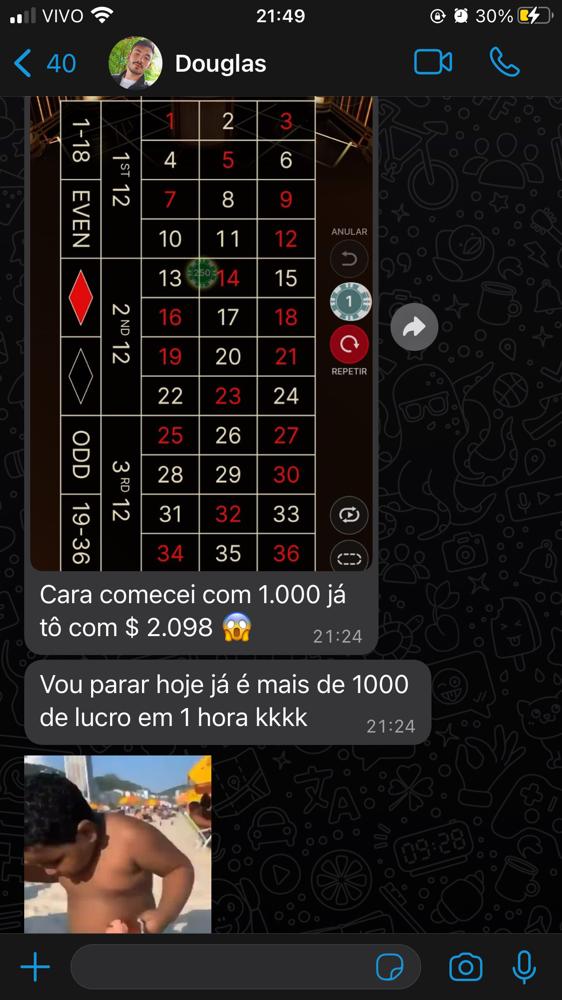 VIVO 21:49 30%
40 Douglas
1-18 1ST 12 1 2 3
4 5 6
EVEN 7 8 9
10 11 12
ANULAR
2ND 12 13 250 14 15
1
16 17 18
REPETIR
19 20 21
22 23 24
ODD 3RD 12 25 26 27
28 29 30
19-36 31 32 33
34 35 36
Cara comecei com 1.000 já
tô com $ 2.098 😱 21:24
Vou parar hoje já é mais de 1000
de lucro em 1 hora kkkk 21:24